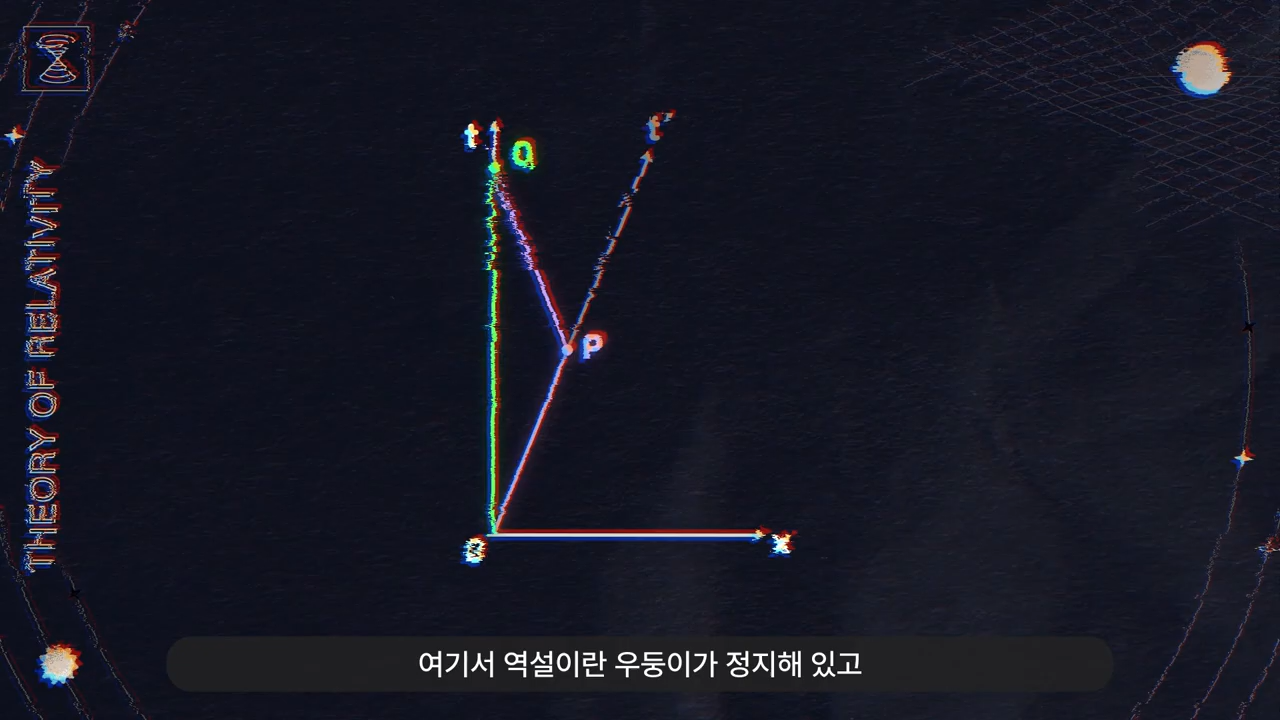 THEORY OF RELATIVITY
t
Q
t'
P
O
x
여기서 역설이란 우둥이가 정지해 있고